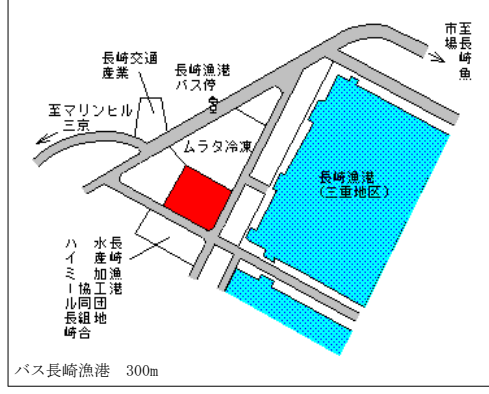 至長崎魚
市場
長崎交通
産業
長崎漁港
バス停
至マリンヒル
三京
ムラタ冷凍
長崎漁港
(三重地区)
長崎漁港団地
水産加工
協同組合
ハイミール長崎
バス長崎漁港 300m